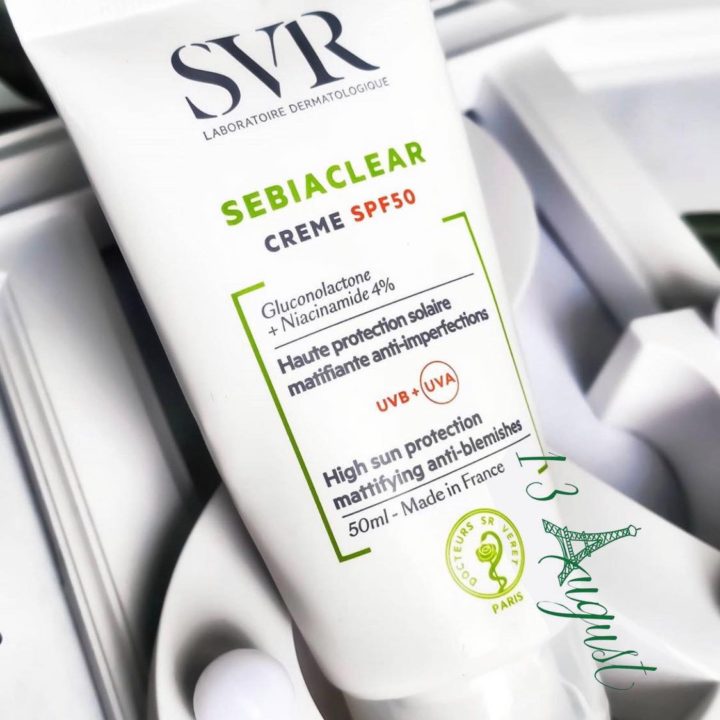 SVR
LABORATOIRE DERMATOLOGIQUE
SEBIACLEAR
CREME SPF50
Gluconolactone
+ Niacinamide 4%
Haute protection solaire
matifiante anti-imperfections
UVB + UVA
High sun protection
mattifying anti-blemishes
50ml - Made in France
DOCTEURS SR VERET
PARIS
13 August